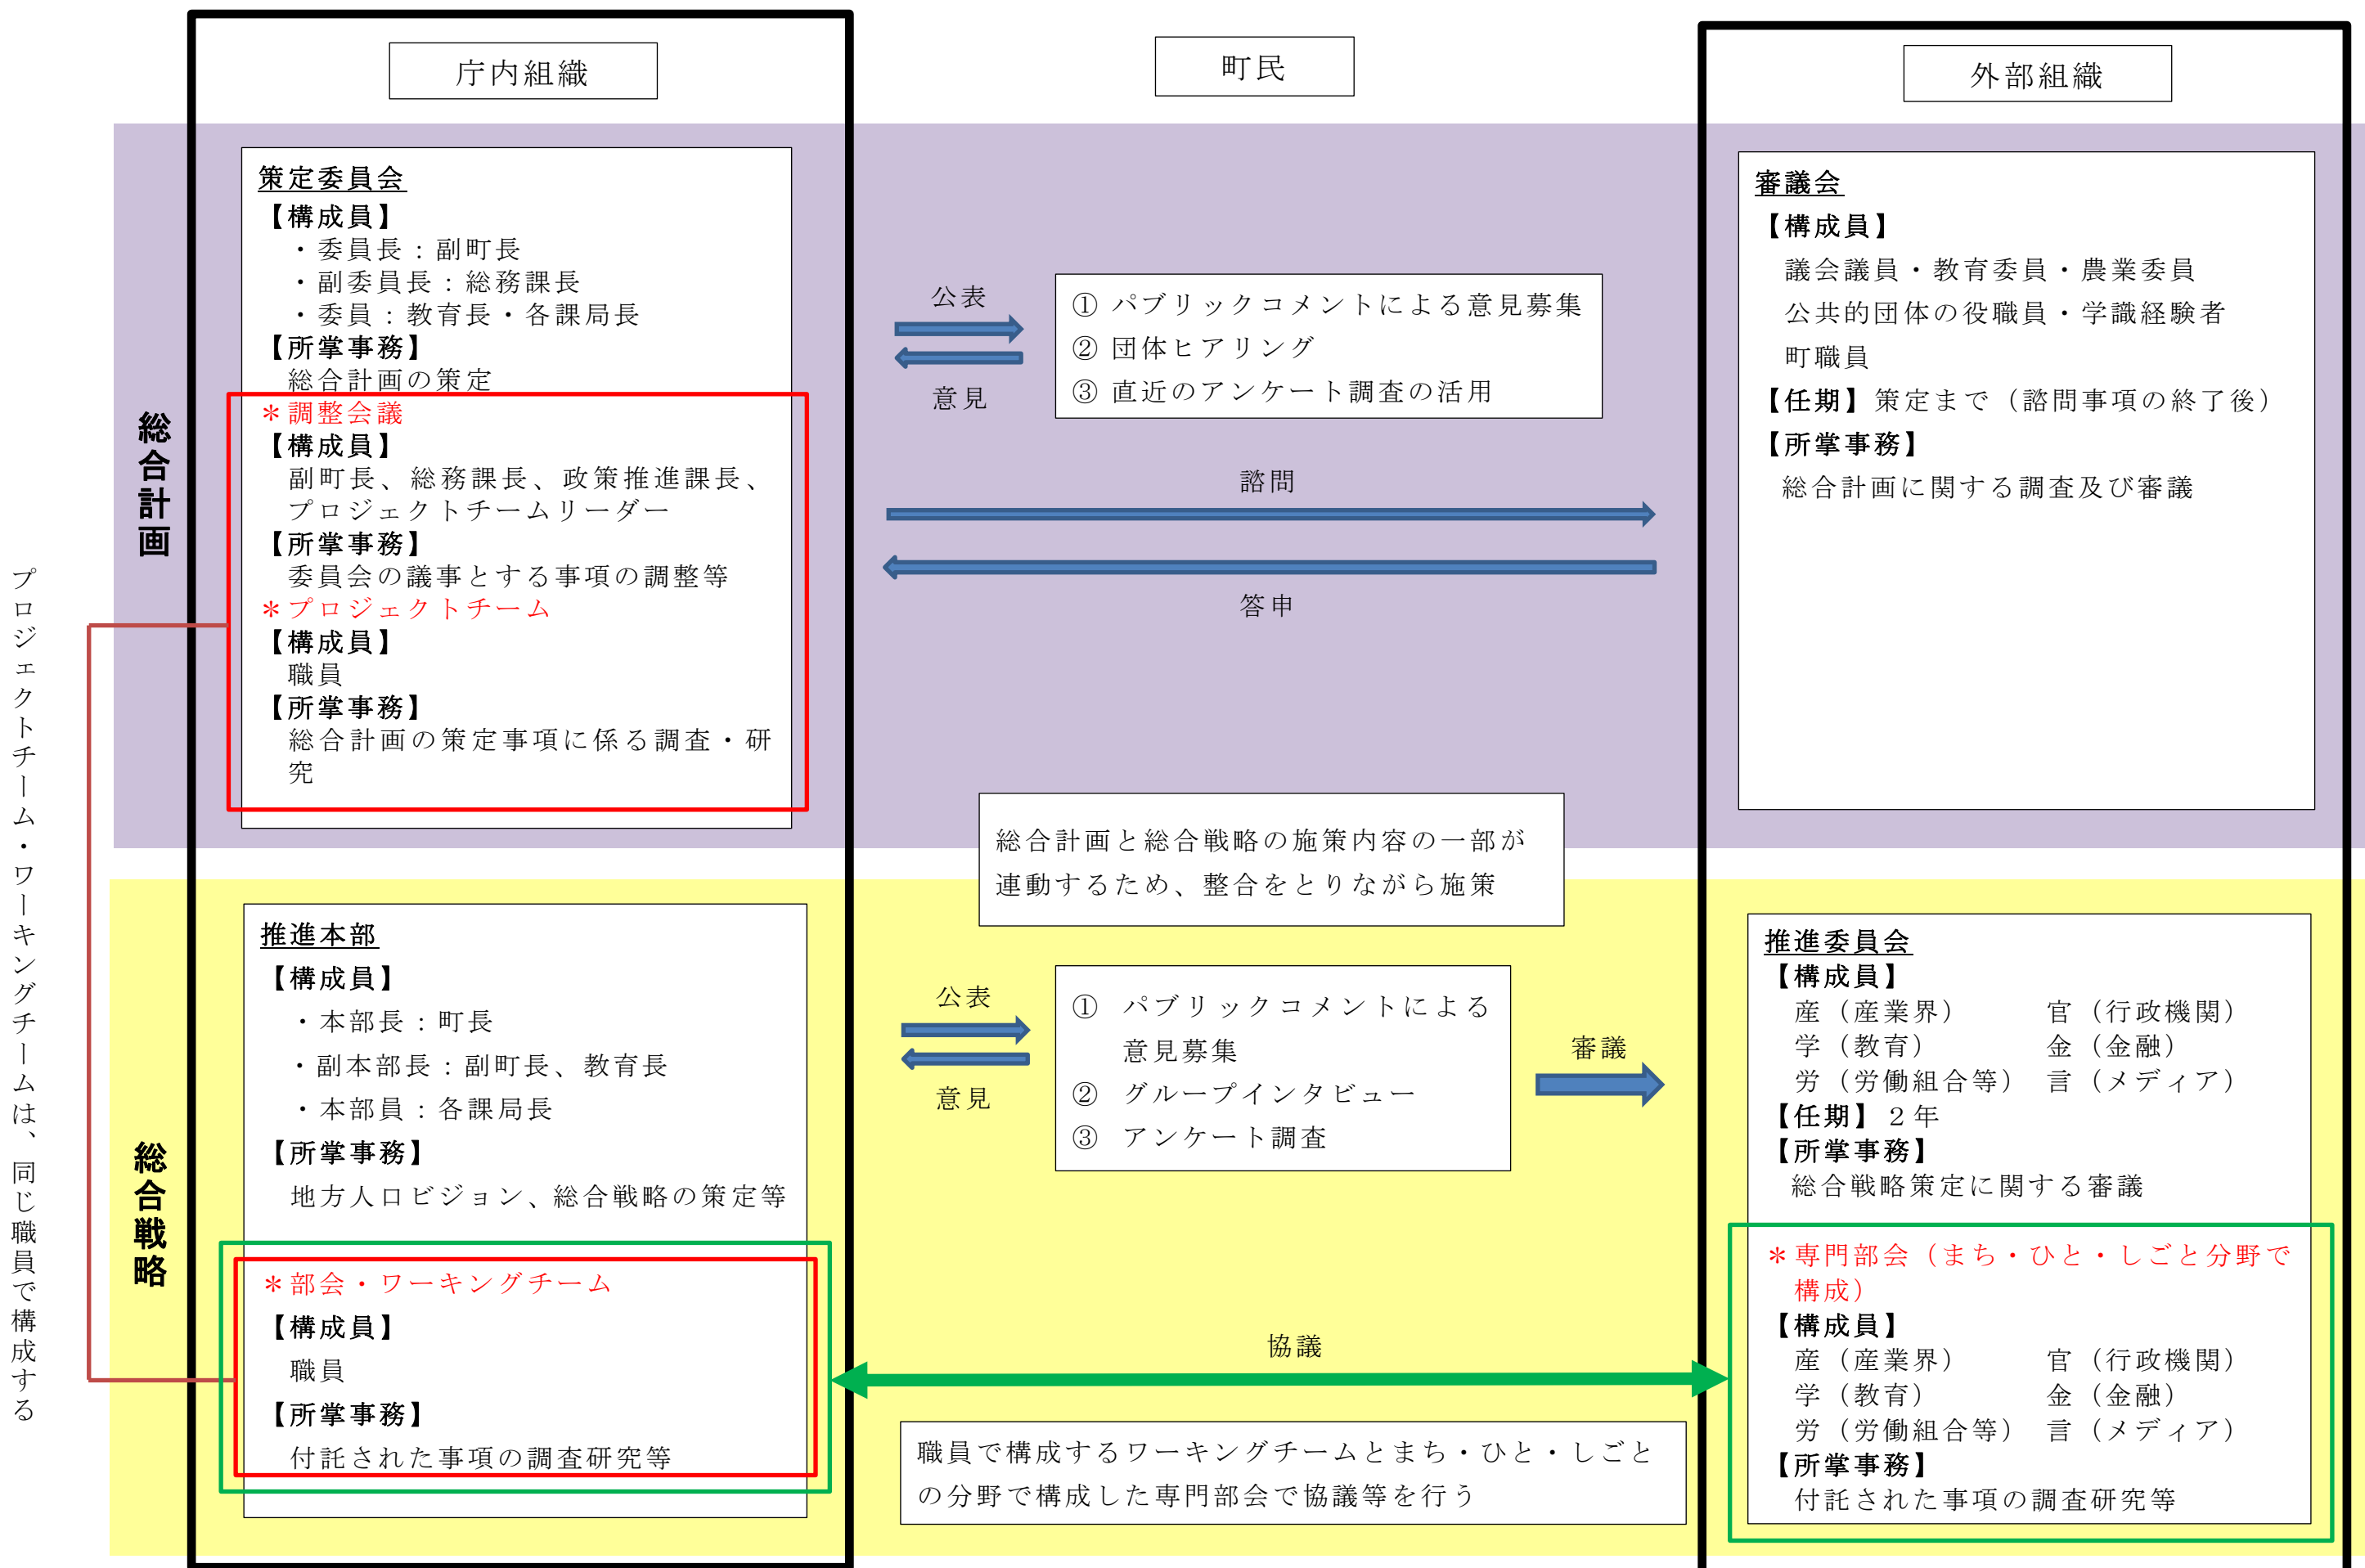 庁内組織
町民
外部組織
総合計画
策定委員会
【構成員】
・委員長：副町長
・副委員長：総務課長
・委員：教育長・各課局長
【所掌事務】
総合計画の策定
＊調整会議
【構成員】
副町長、総務課長、政策推進課長、
プロジェクトチームリーダー
【所掌事務】
委員会の議事とする事項の調整等
＊プロジェクトチーム
【構成員】
職員
【所掌事務】
総合計画の策定事項に係る調査・研
究
公表
意見
① パブリックコメントによる意見募集
② 団体ヒアリング
③ 直近のアンケート調査の活用
諮問
答申
審議会
【構成員】
議会議員・教育委員・農業委員
公共的団体の役職員・学識経験者
町職員
【任期】策定まで（諮問事項の終了後）
【所掌事務】
総合計画に関する調査及び審議
プロジェクトチーム・ワーキングチームは、同じ職員で構成する
総合計画と総合戦略の施策内容の一部が
連動するため、整合をとりながら施策
総合戦略
推進本部
【構成員】
・本部長：町長
・副本部長：副町長、教育長
・本部員：各課局長
【所掌事務】
地方人口ビジョン、総合戦略の策定等
＊部会・ワーキングチーム
【構成員】
職員
【所掌事務】
付託された事項の調査研究等
公表
意見
① パブリックコメントによる
意見募集
② グループインタビュー
③ アンケート調査
審議
協議
職員で構成するワーキングチームとまち・ひと・しごと
の分野で構成した専門部会で協議等を行う
推進委員会
【構成員】
産（産業界） 官（行政機関）
学（教育） 金（金融）
労（労働組合等） 言（メディア）
【任期】２年
【所掌事務】
総合戦略策定に関する審議
＊専門部会（まち・ひと・しごと分野で
構成）
【構成員】
産（産業界） 官（行政機関）
学（教育） 金（金融）
労（労働組合等） 言（メディア）
【所掌事務】
付託された事項の調査研究等